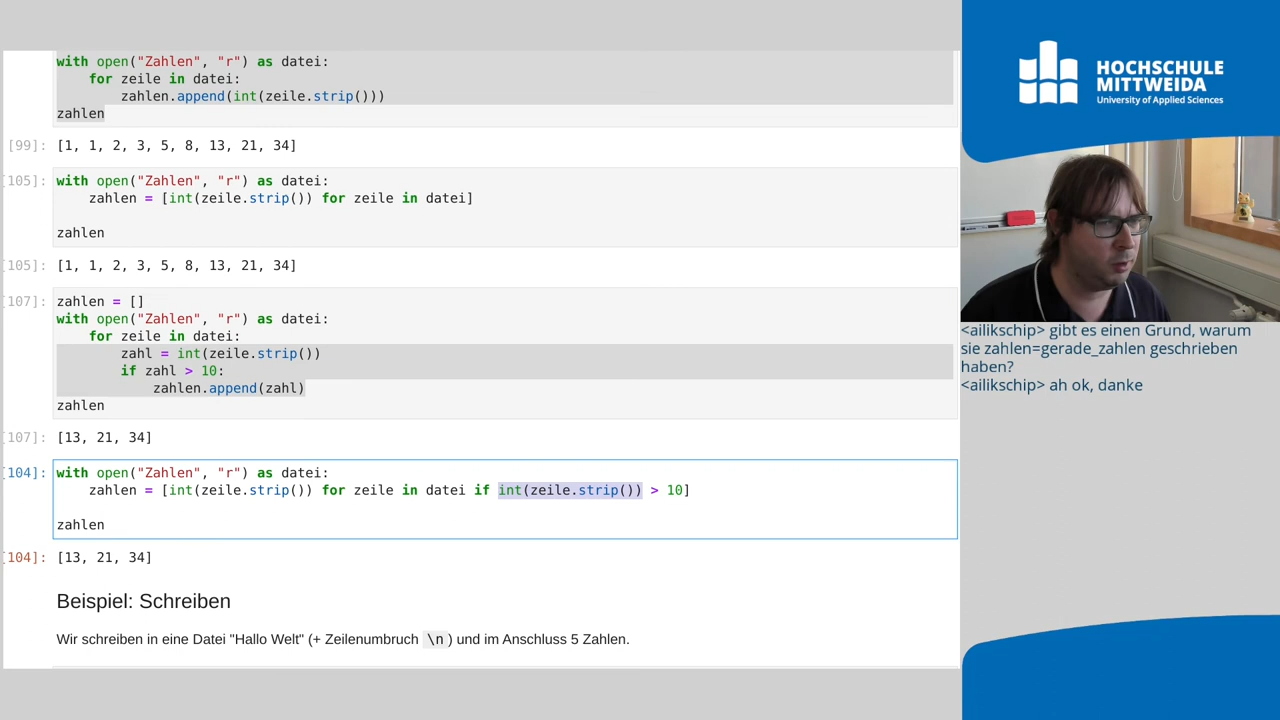 with open("Zahlen", "r") as datei:
    for zeile in datei:
        zahlen.append(int(zeile.strip()))
zahlen
[99]: [1, 1, 2, 3, 5, 8, 13, 21, 34]
[105]: with open("Zahlen", "r") as datei:
    zahlen = [int(zeile.strip()) for zeile in datei]
zahlen
[105]: [1, 1, 2, 3, 5, 8, 13, 21, 34]
[107]: zahlen = []
with open("Zahlen", "r") as datei:
    for zeile in datei:
        zahl = int(zeile.strip())
        if zahl > 10:
            zahlen.append(zahl)
zahlen
[107]: [13, 21, 34]
[104]: with open("Zahlen", "r") as datei:
    zahlen = [int(zeile.strip()) for zeile in datei if int(zeile.strip()) > 10]
zahlen
[104]: [13, 21, 34]
Beispiel: Schreiben
Wir schreiben in eine Datei "Hallo Welt" (+ Zeilenumbruch \n ) und im Anschluss 5 Zahlen.
HOCHSCHULE
MITTWEIDA
University of Applied Sciences
<ailikschip> gibt es einen Grund, warum
sie zahlen=gerade_zahlen geschrieben
haben?
<ailikschip> ah ok, danke